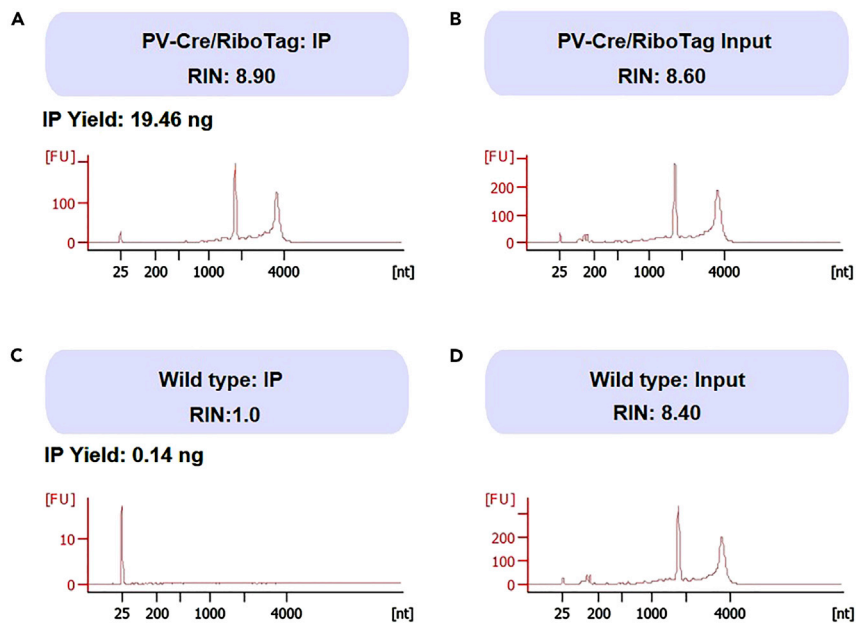 A
PV-Cre/RiboTag: IP
RIN: 8.90
IP Yield: 19.46 ng
[FU]
100
0
25 200 1000 4000 [nt]
B
PV-Cre/RiboTag Input
RIN: 8.60
[FU]
200
100
0
25 200 1000 4000 [nt]
C
Wild type: IP
RIN:1.0
IP Yield: 0.14 ng
[FU]
10
0
25 200 1000 4000 [nt]
D
Wild type: Input
RIN: 8.40
[FU]
200
100
0
25 200 1000 4000 [nt]